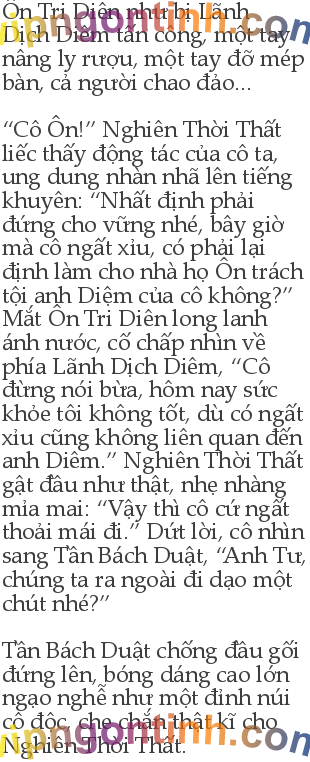 Ôn Tri Diên như bị Lãnh
Dịch Diêm tấn công, một tay
nâng ly rượu, một tay đỡ mép
bàn, cả người chao đảo...

“Cô Ôn!” Nghiên Thời Thất
liếc thấy động tác của cô ta,
ung dung nhàn nhã lên tiếng
khuyên: “Nhất định phải
đứng cho vững nhé, bây giờ
mà cô ngất xỉu, có phải lại
định làm cho nhà họ Ôn trách
tội anh Diệm của cô không?”
Mắt Ôn Tri Diên long lanh
ánh nước, cố chấp nhìn về
phía Lãnh Dịch Diêm, “Cô
đừng nói bừa, hôm nay sức
khỏe tôi không tốt, dù có ngất
xỉu cũng không liên quan đến
anh Diêm.” Nghiên Thời Thất
gật đầu như thật, nhẹ nhàng
mỉa mai: “Vậy thì cô cứ ngất
thoải mái đi.” Dứt lời, cô nhìn
sang Tần Bách Duật, “Anh Tư,
chúng ta ra ngoài đi dạo một
chút nhé?”

Tần Bách Duật chống đầu gối
đứng lên, bóng dáng cao lớn
ngạo nghễ như một đỉnh núi
cô độc, che chắn thật kĩ cho
Nghiên Thời Thất.
vipngontinh.com
vipngontinh.com